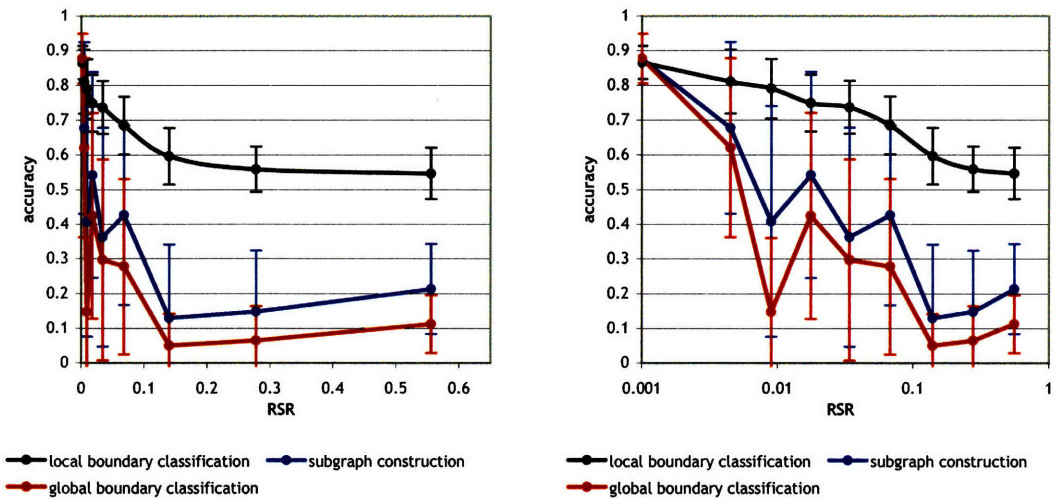 1
0.9
0.8
0.7
0.6
0.5
0.4
0.3
0.2
0.1
0
accuracy
0 0.1 0.2 0.3 0.4 0.5 0.6
RSR
local boundary classification subgraph construction
global boundary classification
1
0.9
0.8
0.7
0.6
0.5
0.4
0.3
0.2
0.1
0
accuracy
0.001 0.01 0.1 1
RSR
local boundary classification subgraph construction
global boundary classification